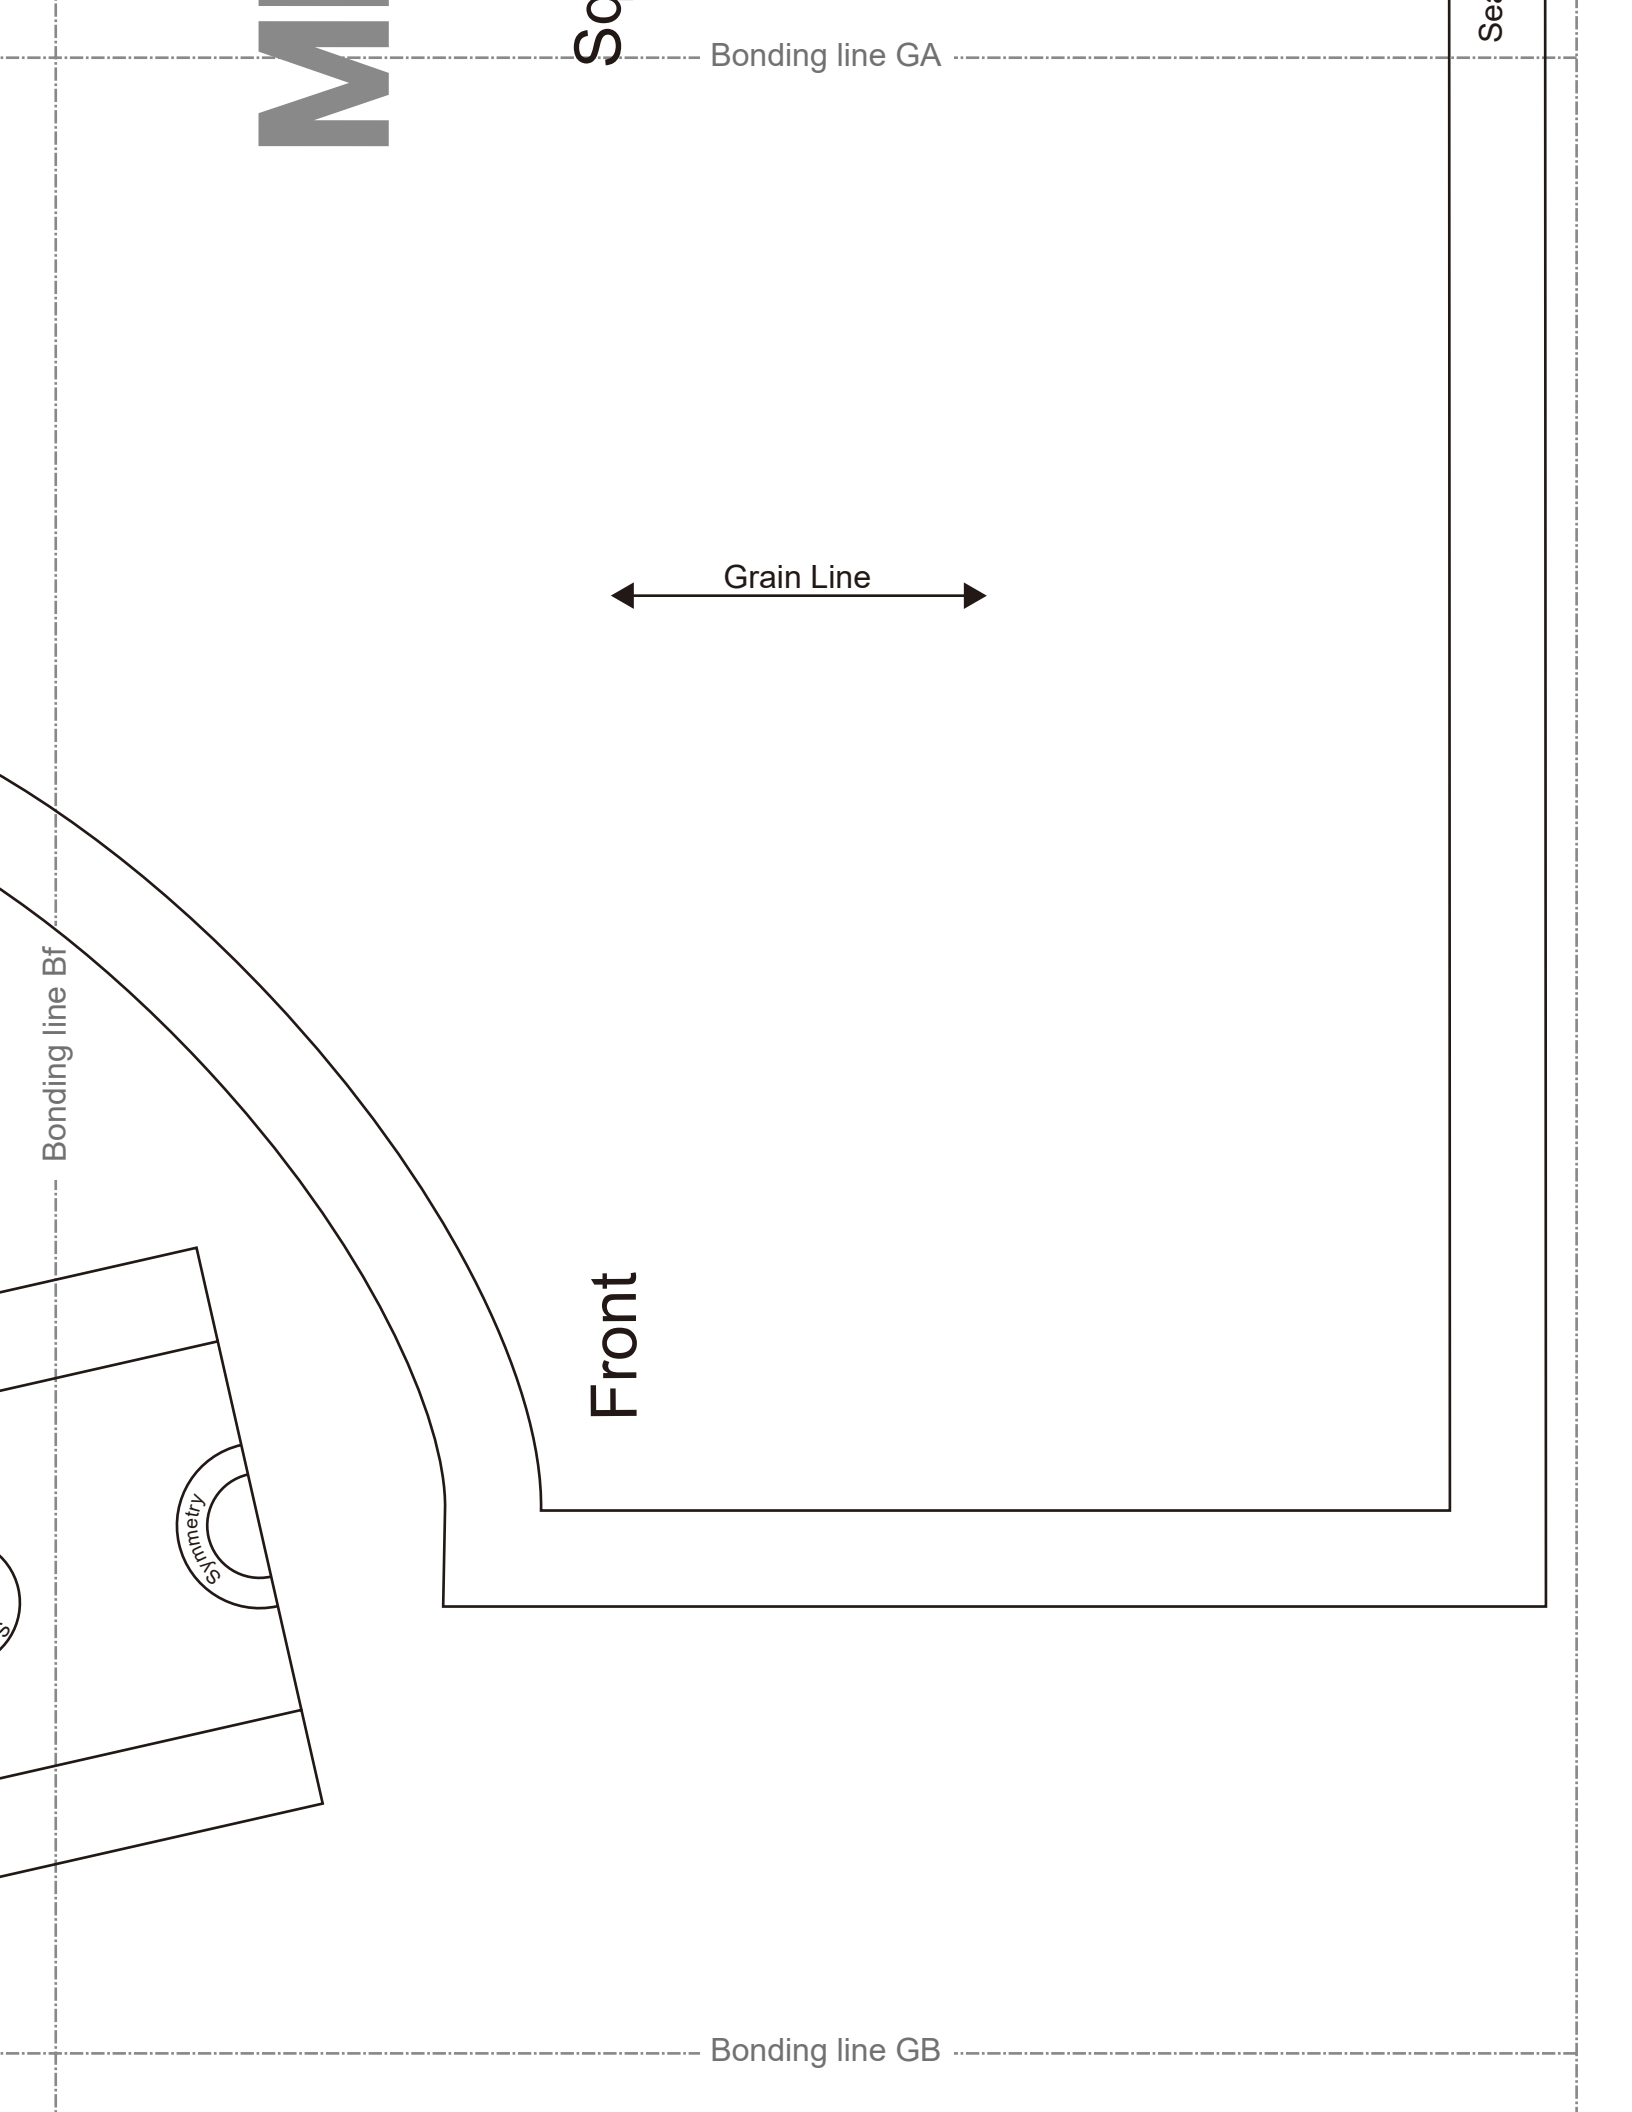 Bonding line GA
Grain Line
Bonding line Bf
Front
Symmetry
Bonding line GB